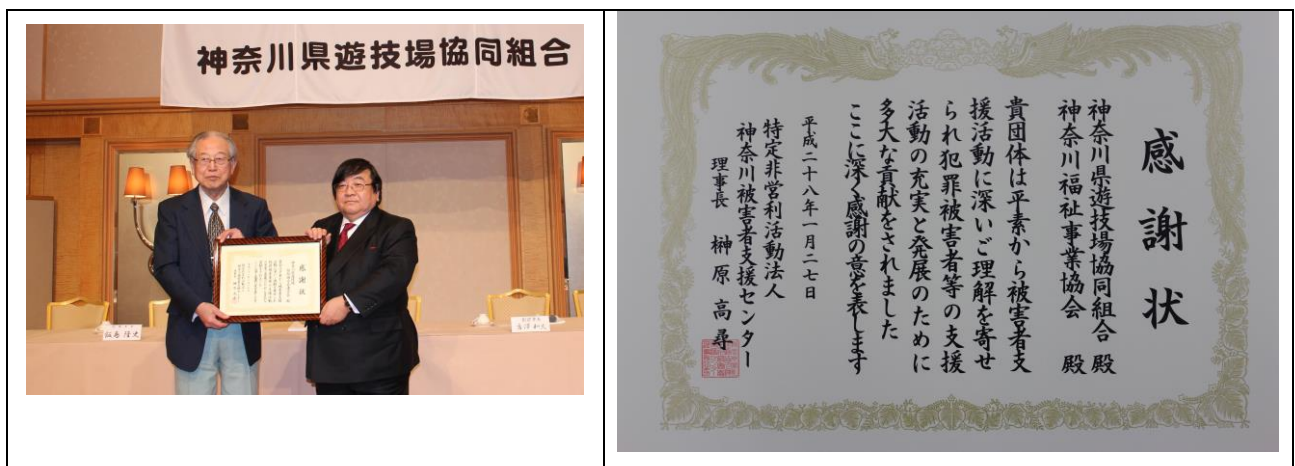 神奈川県遊技場協同組合
感謝状
感謝状
神奈川県遊技場協同組合 殿
神奈川福祉事業協会 殿
貴団体は平素から被害者支
援活動に深いご理解を寄せ
られ犯罪被害者等の支援
活動の充実と発展のために
多大な貢献をされました
ここに深く感謝の意を表します
平成二十八年一月二七日
特定非営利活動法人
神奈川被害者支援センター
理事長 榊原高尋